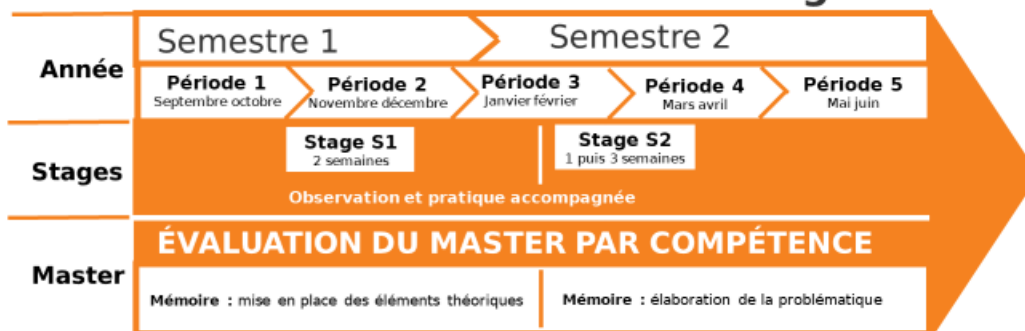 Semestre 1
Semestre 2
Année
Période 1
Septembre octobre
Période 2
Novembre décembre
Période 3
Janvier février
Période 4
Mars avril
Période 5
Mai juin
Stages
Stage S1
2 semaines
Stage S2
1 puis 3 semaines
Observation et pratique accompagnée
Master
ÉVALUATION DU MASTER PAR COMPÉTENCE
Mémoire : mise en place des éléments théoriques
Mémoire : élaboration de la problématique